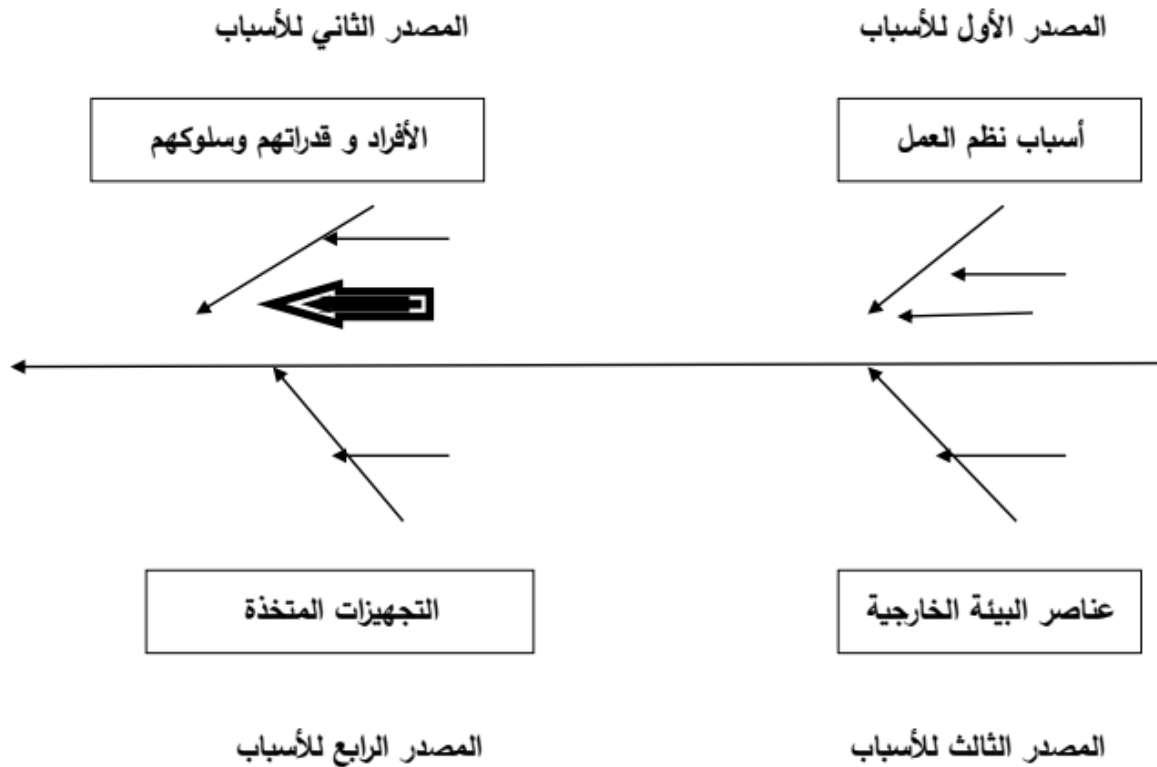 المصدر الأول للأسباب
المصدر الثاني للأسباب
أسباب نظم العمل
الأفراد و قدراتهم وسلوكهم
عناصر البيئة الخارجية
التجهيزات المتخذة
المصدر الثالث للأسباب
المصدر الرابع للأسباب